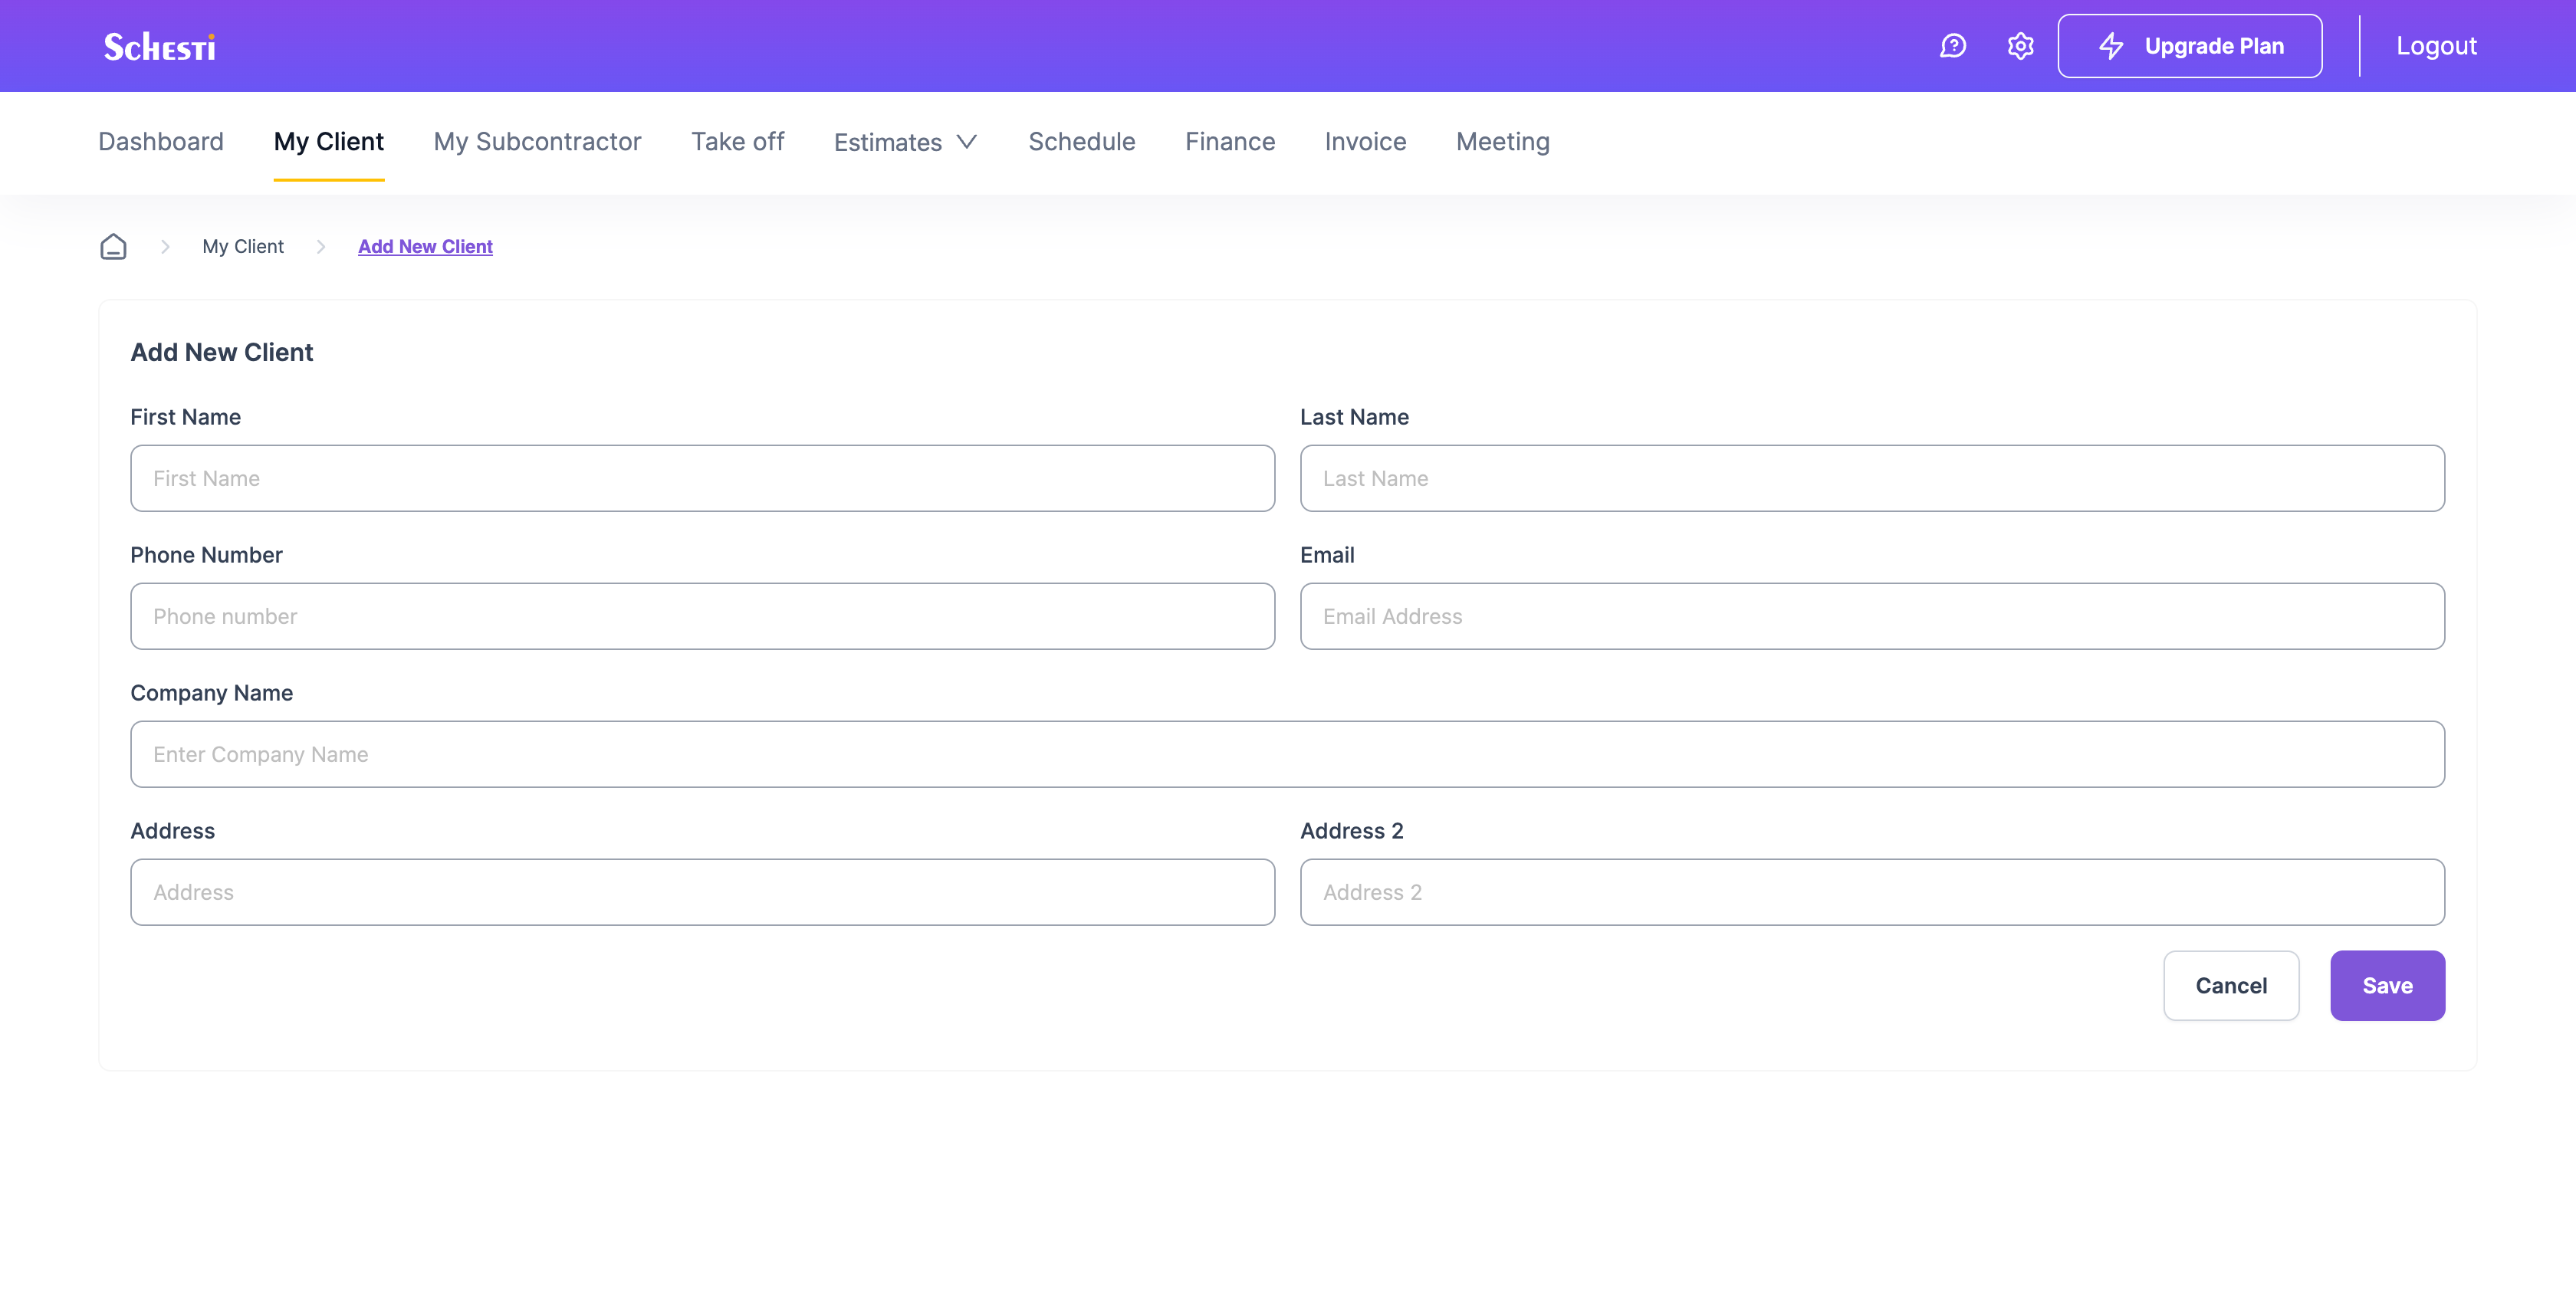 Schesti
Upgrade Plan
Logout
Dashboard
My Client
My Subcontractor
Take off
Estimates
Schedule
Finance
Invoice
Meeting
My Client
Add New Client
Add New Client
First Name
Last Name
First Name
Last Name
Phone Number
Email
Phone number
Email Address
Company Name
Enter Company Name
Address
Address 2
Address
Address 2
Cancel
Save